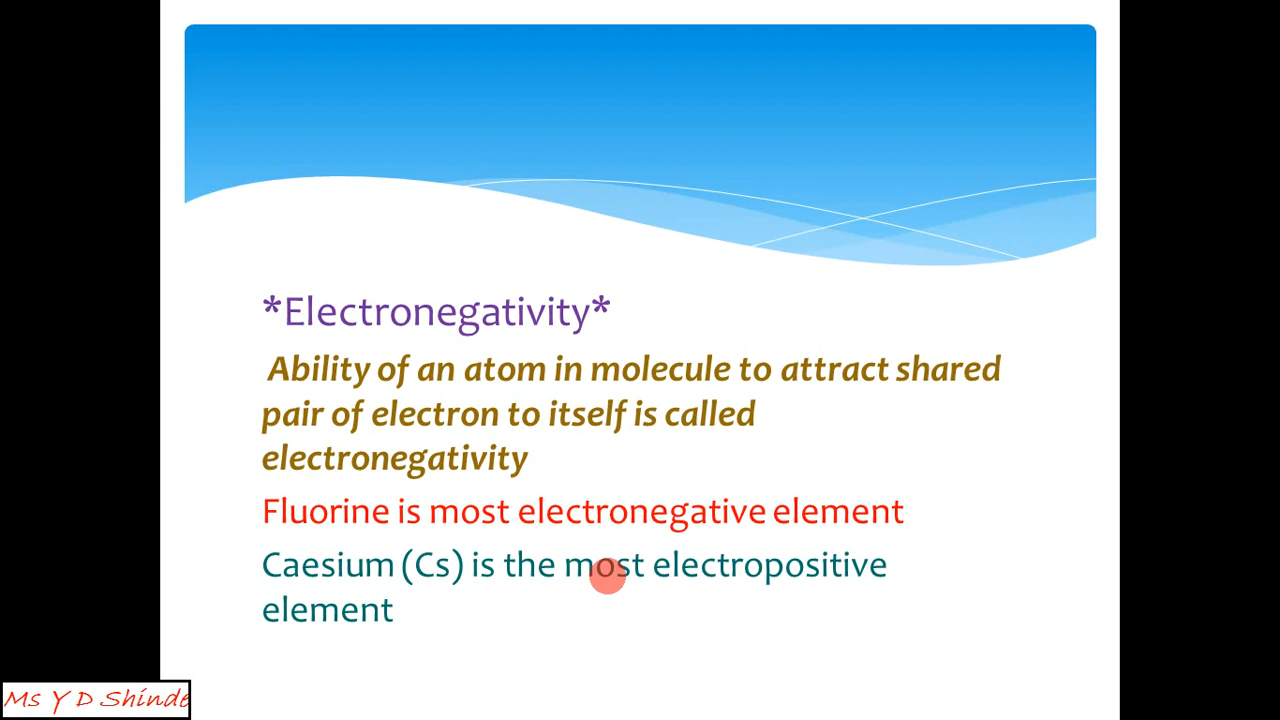 *Electronegativity*
Ability of an atom in molecule to attract shared
pair of electron to itself is called
electronegativity
Fluorine is most electronegative element
Caesium (Cs) is the most electropositive
element
Ms Y D Shinde